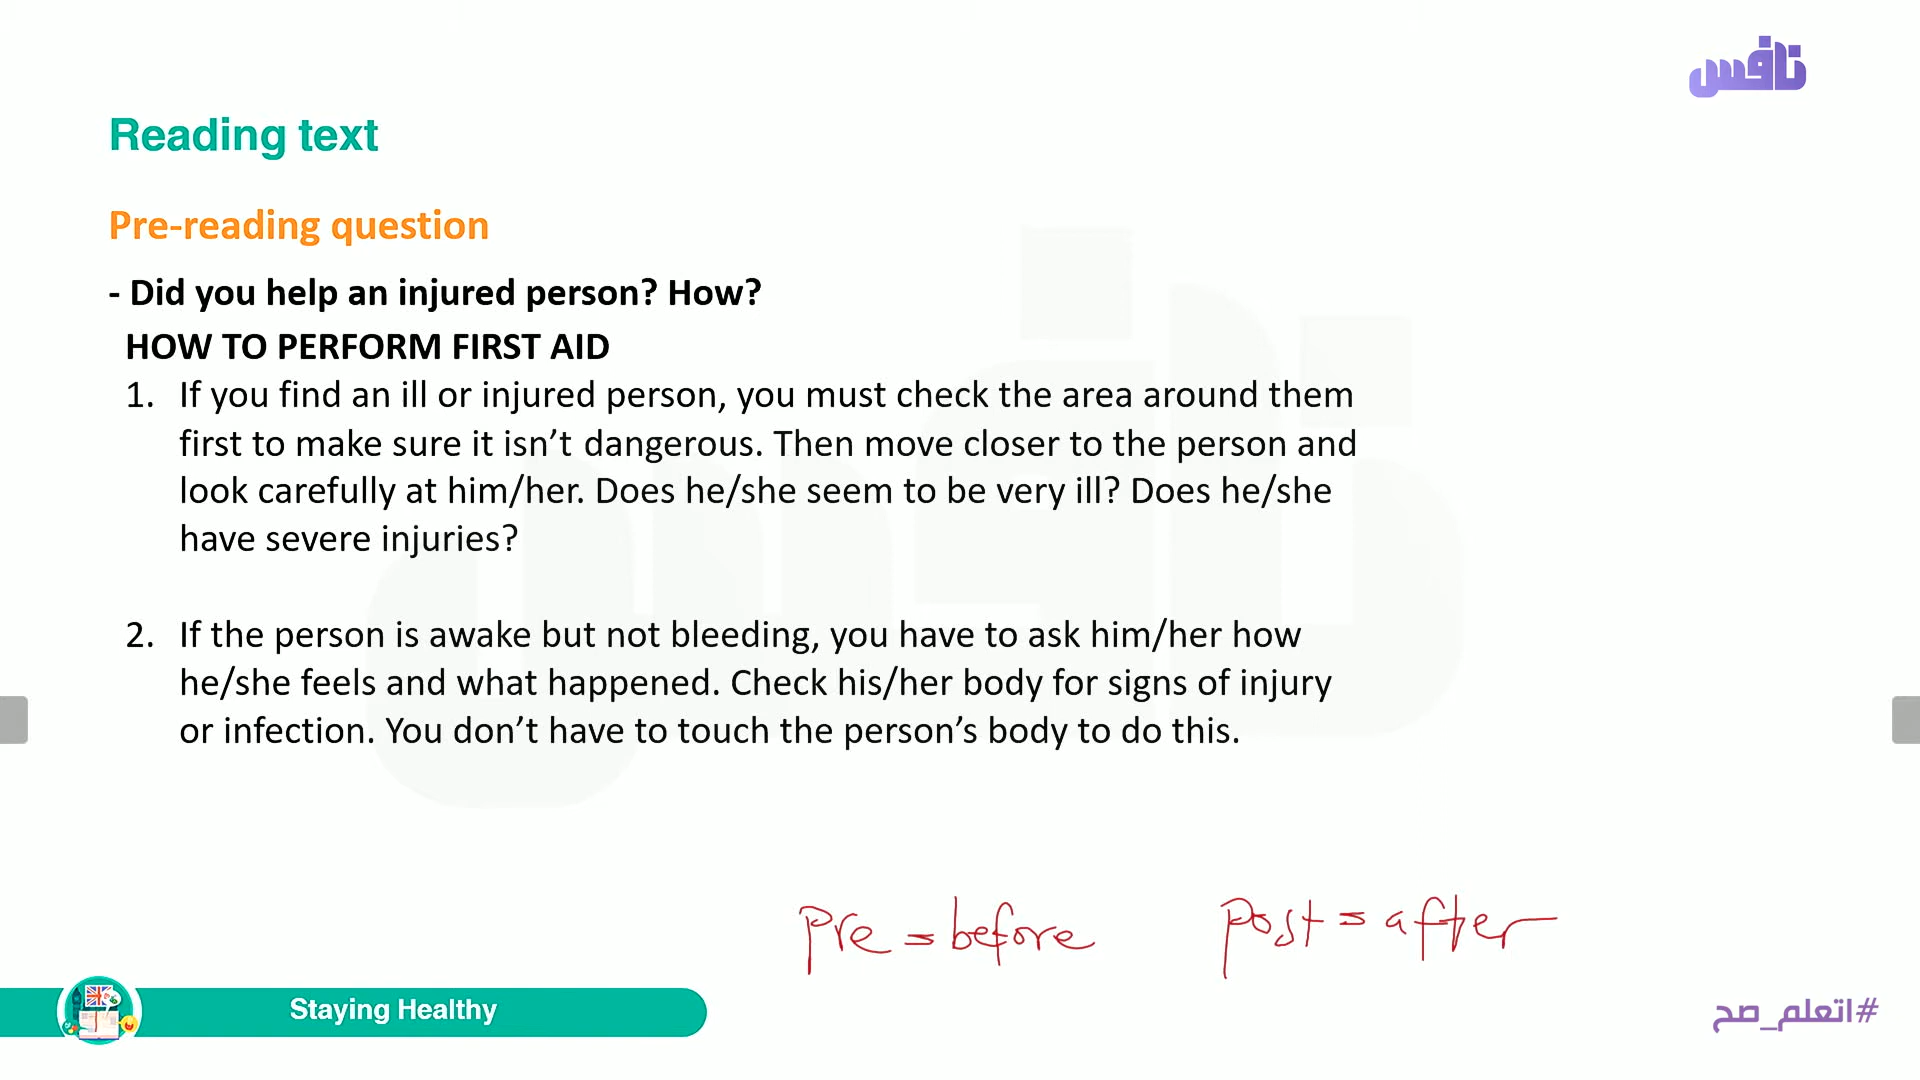 نافس
Reading text
Pre-reading question
- Did you help an injured person? How?
HOW TO PERFORM FIRST AID
1. If you find an ill or injured person, you must check the area around them
first to make sure it isn’t dangerous. Then move closer to the person and
look carefully at him/her. Does he/she seem to be very ill? Does he/she
have severe injuries?
2. If the person is awake but not bleeding, you have to ask him/her how
he/she feels and what happened. Check his/her body for signs of injury
or infection. You don’t have to touch the person’s body to do this.
pre = before post = after
Staying Healthy
#اتعلم_صح